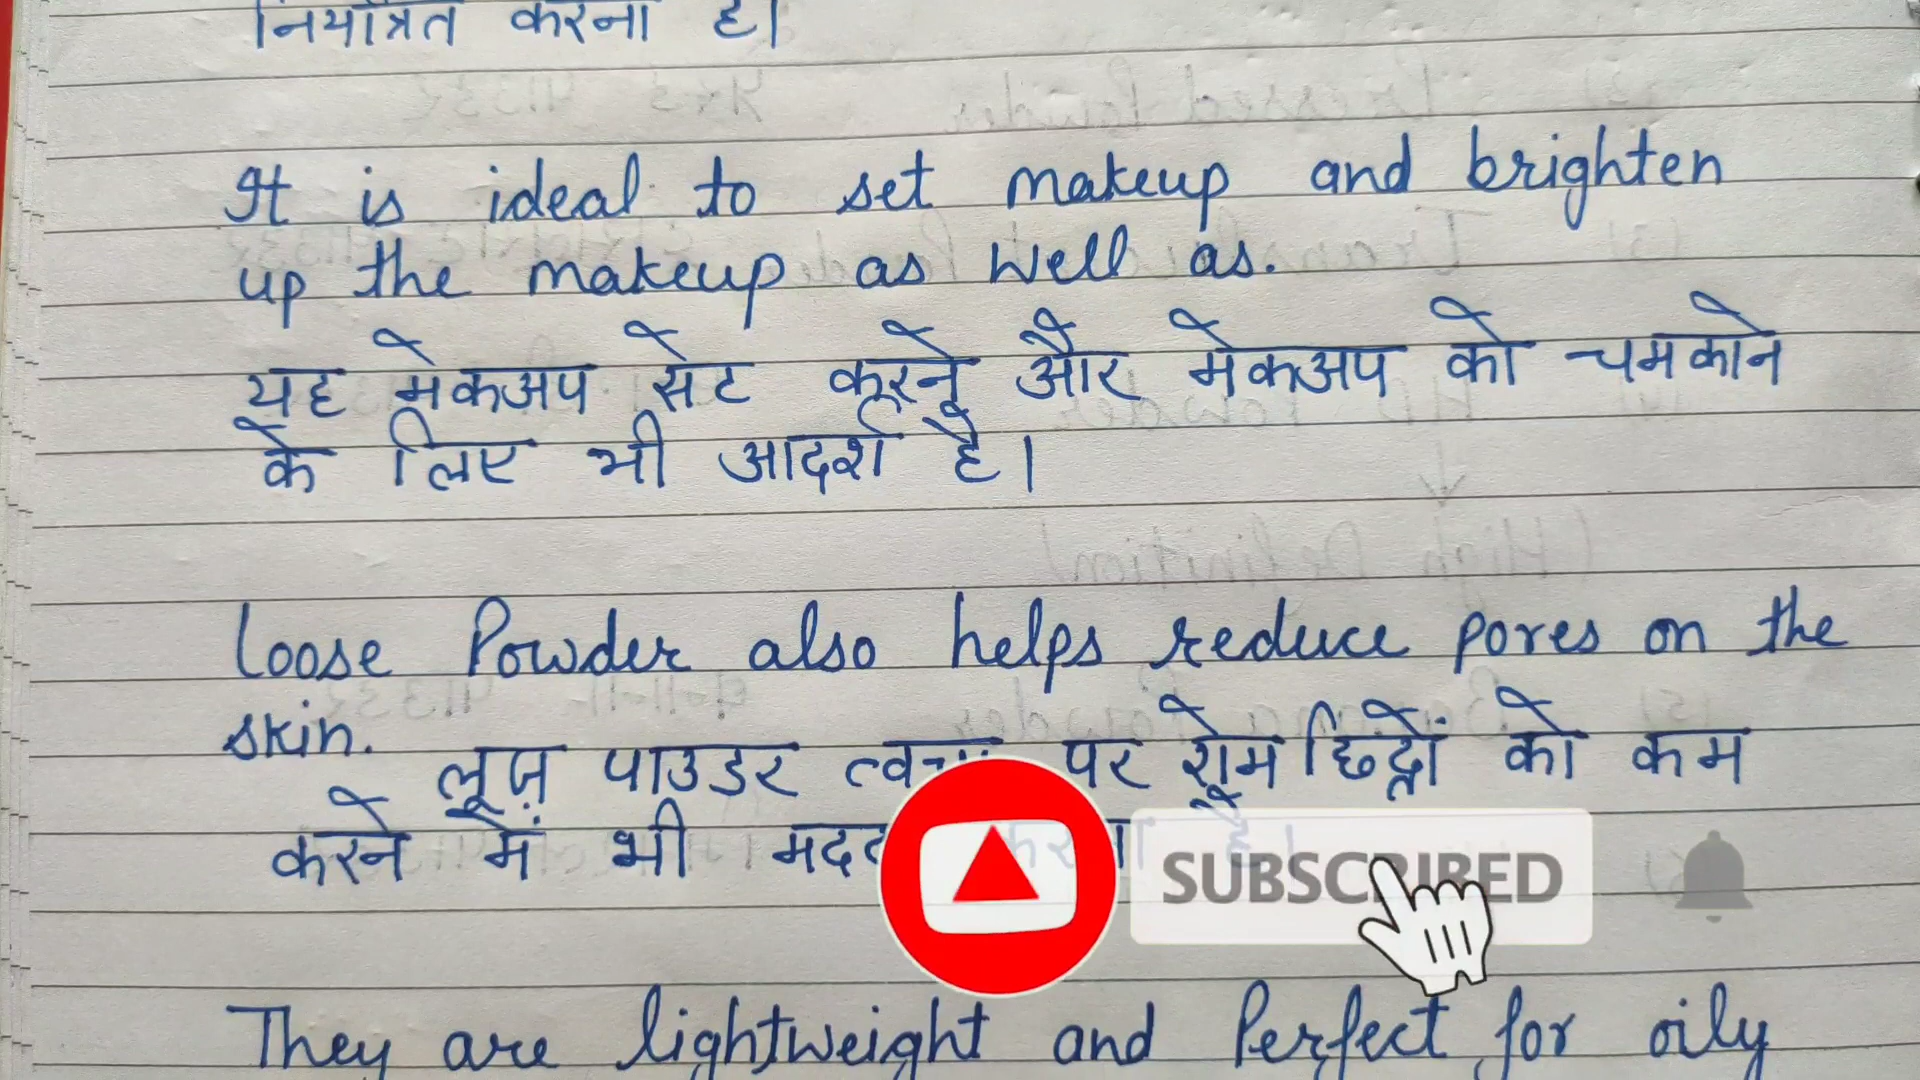 नियंत्रित करना है।
It is ideal to set makeup and brighten
up the makeup as well as.
यह मेकअप सेट करने और मेकअप को चमकाने
के लिए भी आदर्श है।
Loose Powder also helps reduce pores on the
skin.
लूज़ पाउडर त्वचा पर रोमछिद्रों को कम
करने में भी मदद करता है।
SUBSCRIBED
They are lightweight and Perfect for oily